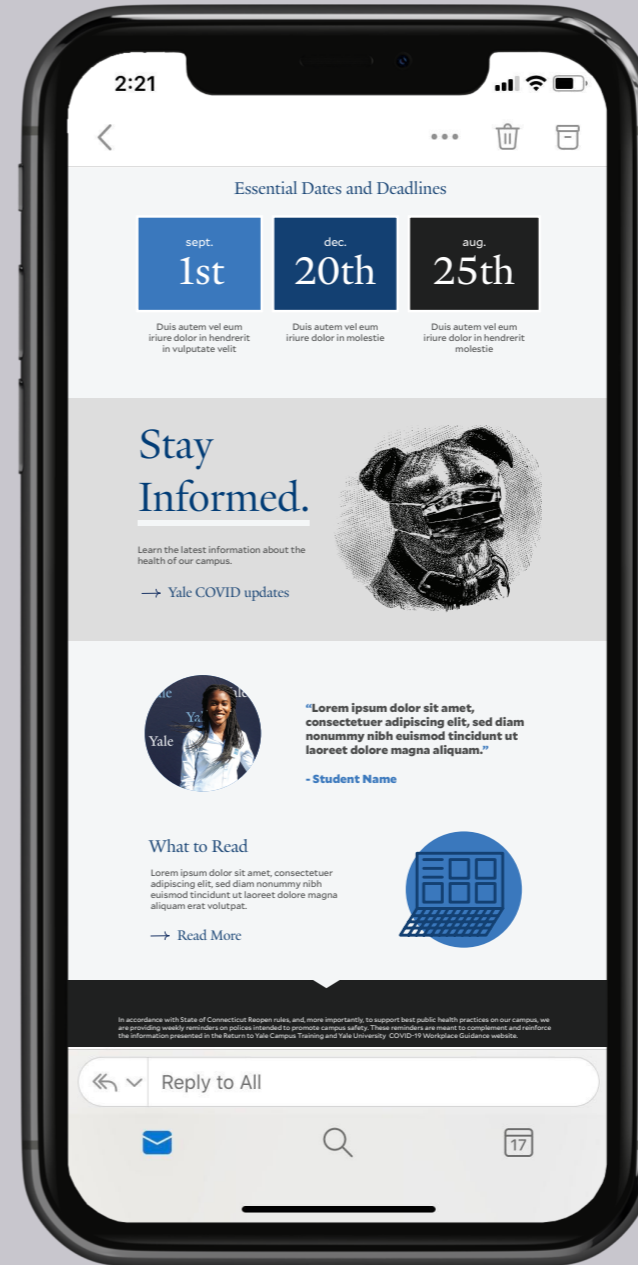 2:21
Essential Dates and Deadlines
sept.
1st
dec.
20th
aug.
25th
Duis autem vel eum
iriure dolor in hendrerit
in vulputate velit
Duis autem vel eum
iriure dolor in molestie
Duis autem vel eum
iriure dolor in hendrerit
molestie
Stay
Informed.
Learn the latest information about the
health of our campus.
→ Yale COVID updates
Yale
“Lorem ipsum dolor sit amet,
consectetuer adipiscing elit, sed diam
nonummy nibh euismod tincidunt ut
laoreet dolore magna aliquam.”
- Student Name
What to Read
Lorem ipsum dolor sit amet, consectetuer
adipiscing elit, sed diam nonummy nibh
euismod tincidunt ut laoreet dolore magna
aliquam erat volutpat.
→ Read More
In accordance with State of Connecticut Reopen rules, and, more importantly, to support best public health practices on our campus, we
are providing weekly reminders on polices intended to promote campus safety. These reminders are meant to complement and reinforce
the information presented in the Return to Yale Campus Training and Yale University COVID-19 Workplace Guidance website.
Reply to All
17